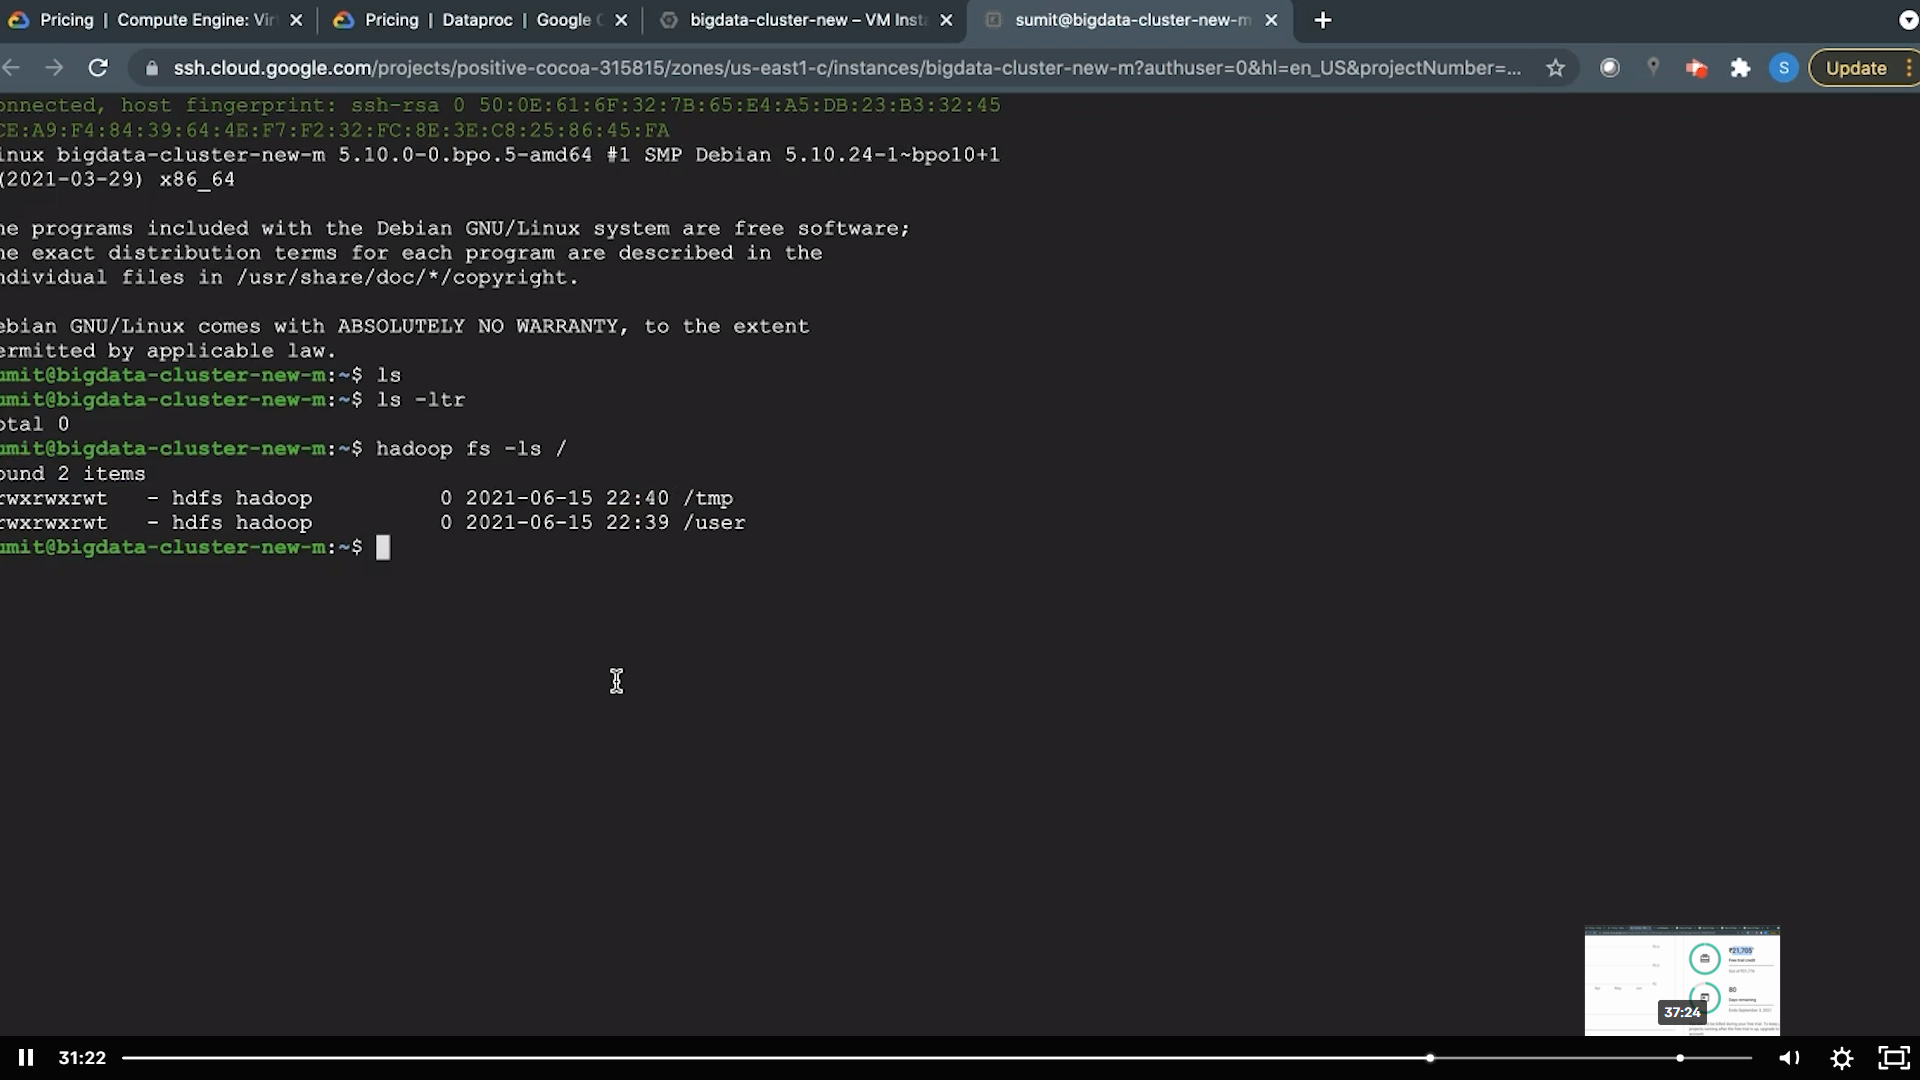 Pricing | Compute Engine: Vir
Pricing | Dataproc | Google C
bigdata-cluster-new – VM Inst
sumit@bigdata-cluster-new-m
ssh.cloud.google.com/projects/positive-cocoa-315815/zones/us-east1-c/instances/bigdata-cluster-new-m?authuser=0&hl=en_US&projectNumber=...
S
Update
onnected, host fingerprint: ssh-rsa 0 50:0E:61:6F:32:7B:65:E4:A5:DB:23:B3:32:45
CE:A9:F4:84:39:64:4E:F7:F2:32:FC:8E:3E:C8:25:86:45:FA
inux bigdata-cluster-new-m 5.10.0-0.bpo.5-amd64 #1 SMP Debian 5.10.24-1~bpo10+1
(2021-03-29) x86_64
he programs included with the Debian GNU/Linux system are free software;
he exact distribution terms for each program are described in the
ndividual files in /usr/share/doc/*/copyright.
ebian GNU/Linux comes with ABSOLUTELY NO WARRANTY, to the extent
ermitted by applicable law.
umit@bigdata-cluster-new-m:~$ ls
umit@bigdata-cluster-new-m:~$ ls -ltr
otal 0
umit@bigdata-cluster-new-m:~$ hadoop fs -ls /
ound 2 items
rwxrwxrwt - hdfs hadoop 0 2021-06-15 22:40 /tmp
rwxrwxrwt - hdfs hadoop 0 2021-06-15 22:39 /user
umit@bigdata-cluster-new-m:~$
₹21,705
Free trial credit
80
Days remaining
37:24
31:22